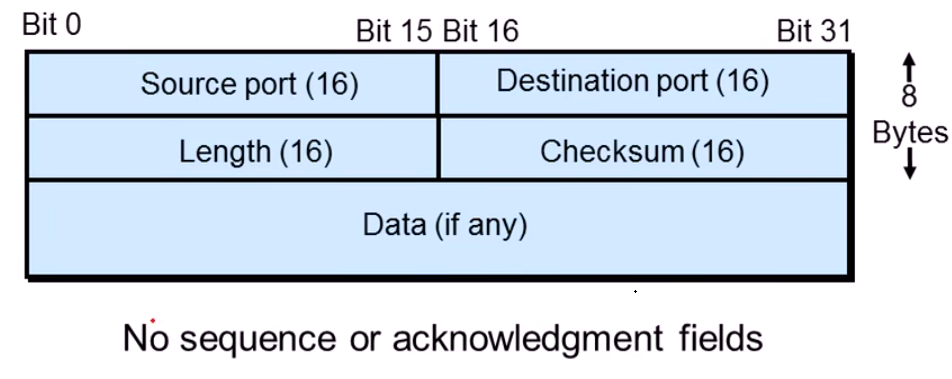 Bit 0 Bit 15 Bit 16 Bit 31
Source port (16) Destination port (16)
8
Length (16) Checksum (16)
Bytes
Data (if any)
No sequence or acknowledgment fields